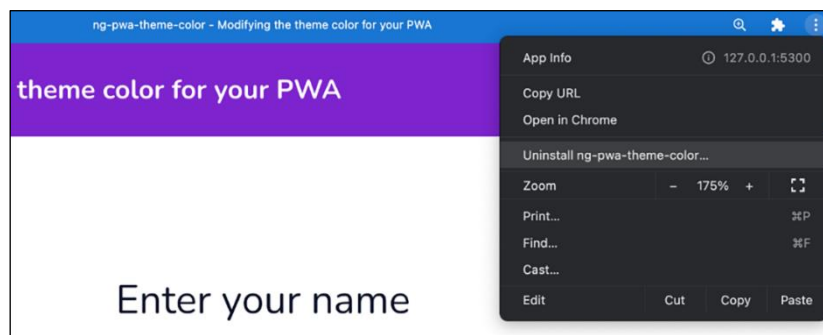 ng-pwa-theme-color - Modifying the theme color for your PWA
theme color for your PWA
Enter your name
App Info 127.0.0.1:5300
Copy URL
Open in Chrome
Uninstall ng-pwa-theme-color...
Zoom - 175% +
Print... ⌘P
Find... ⌘F
Cast...
Edit Cut Copy Paste